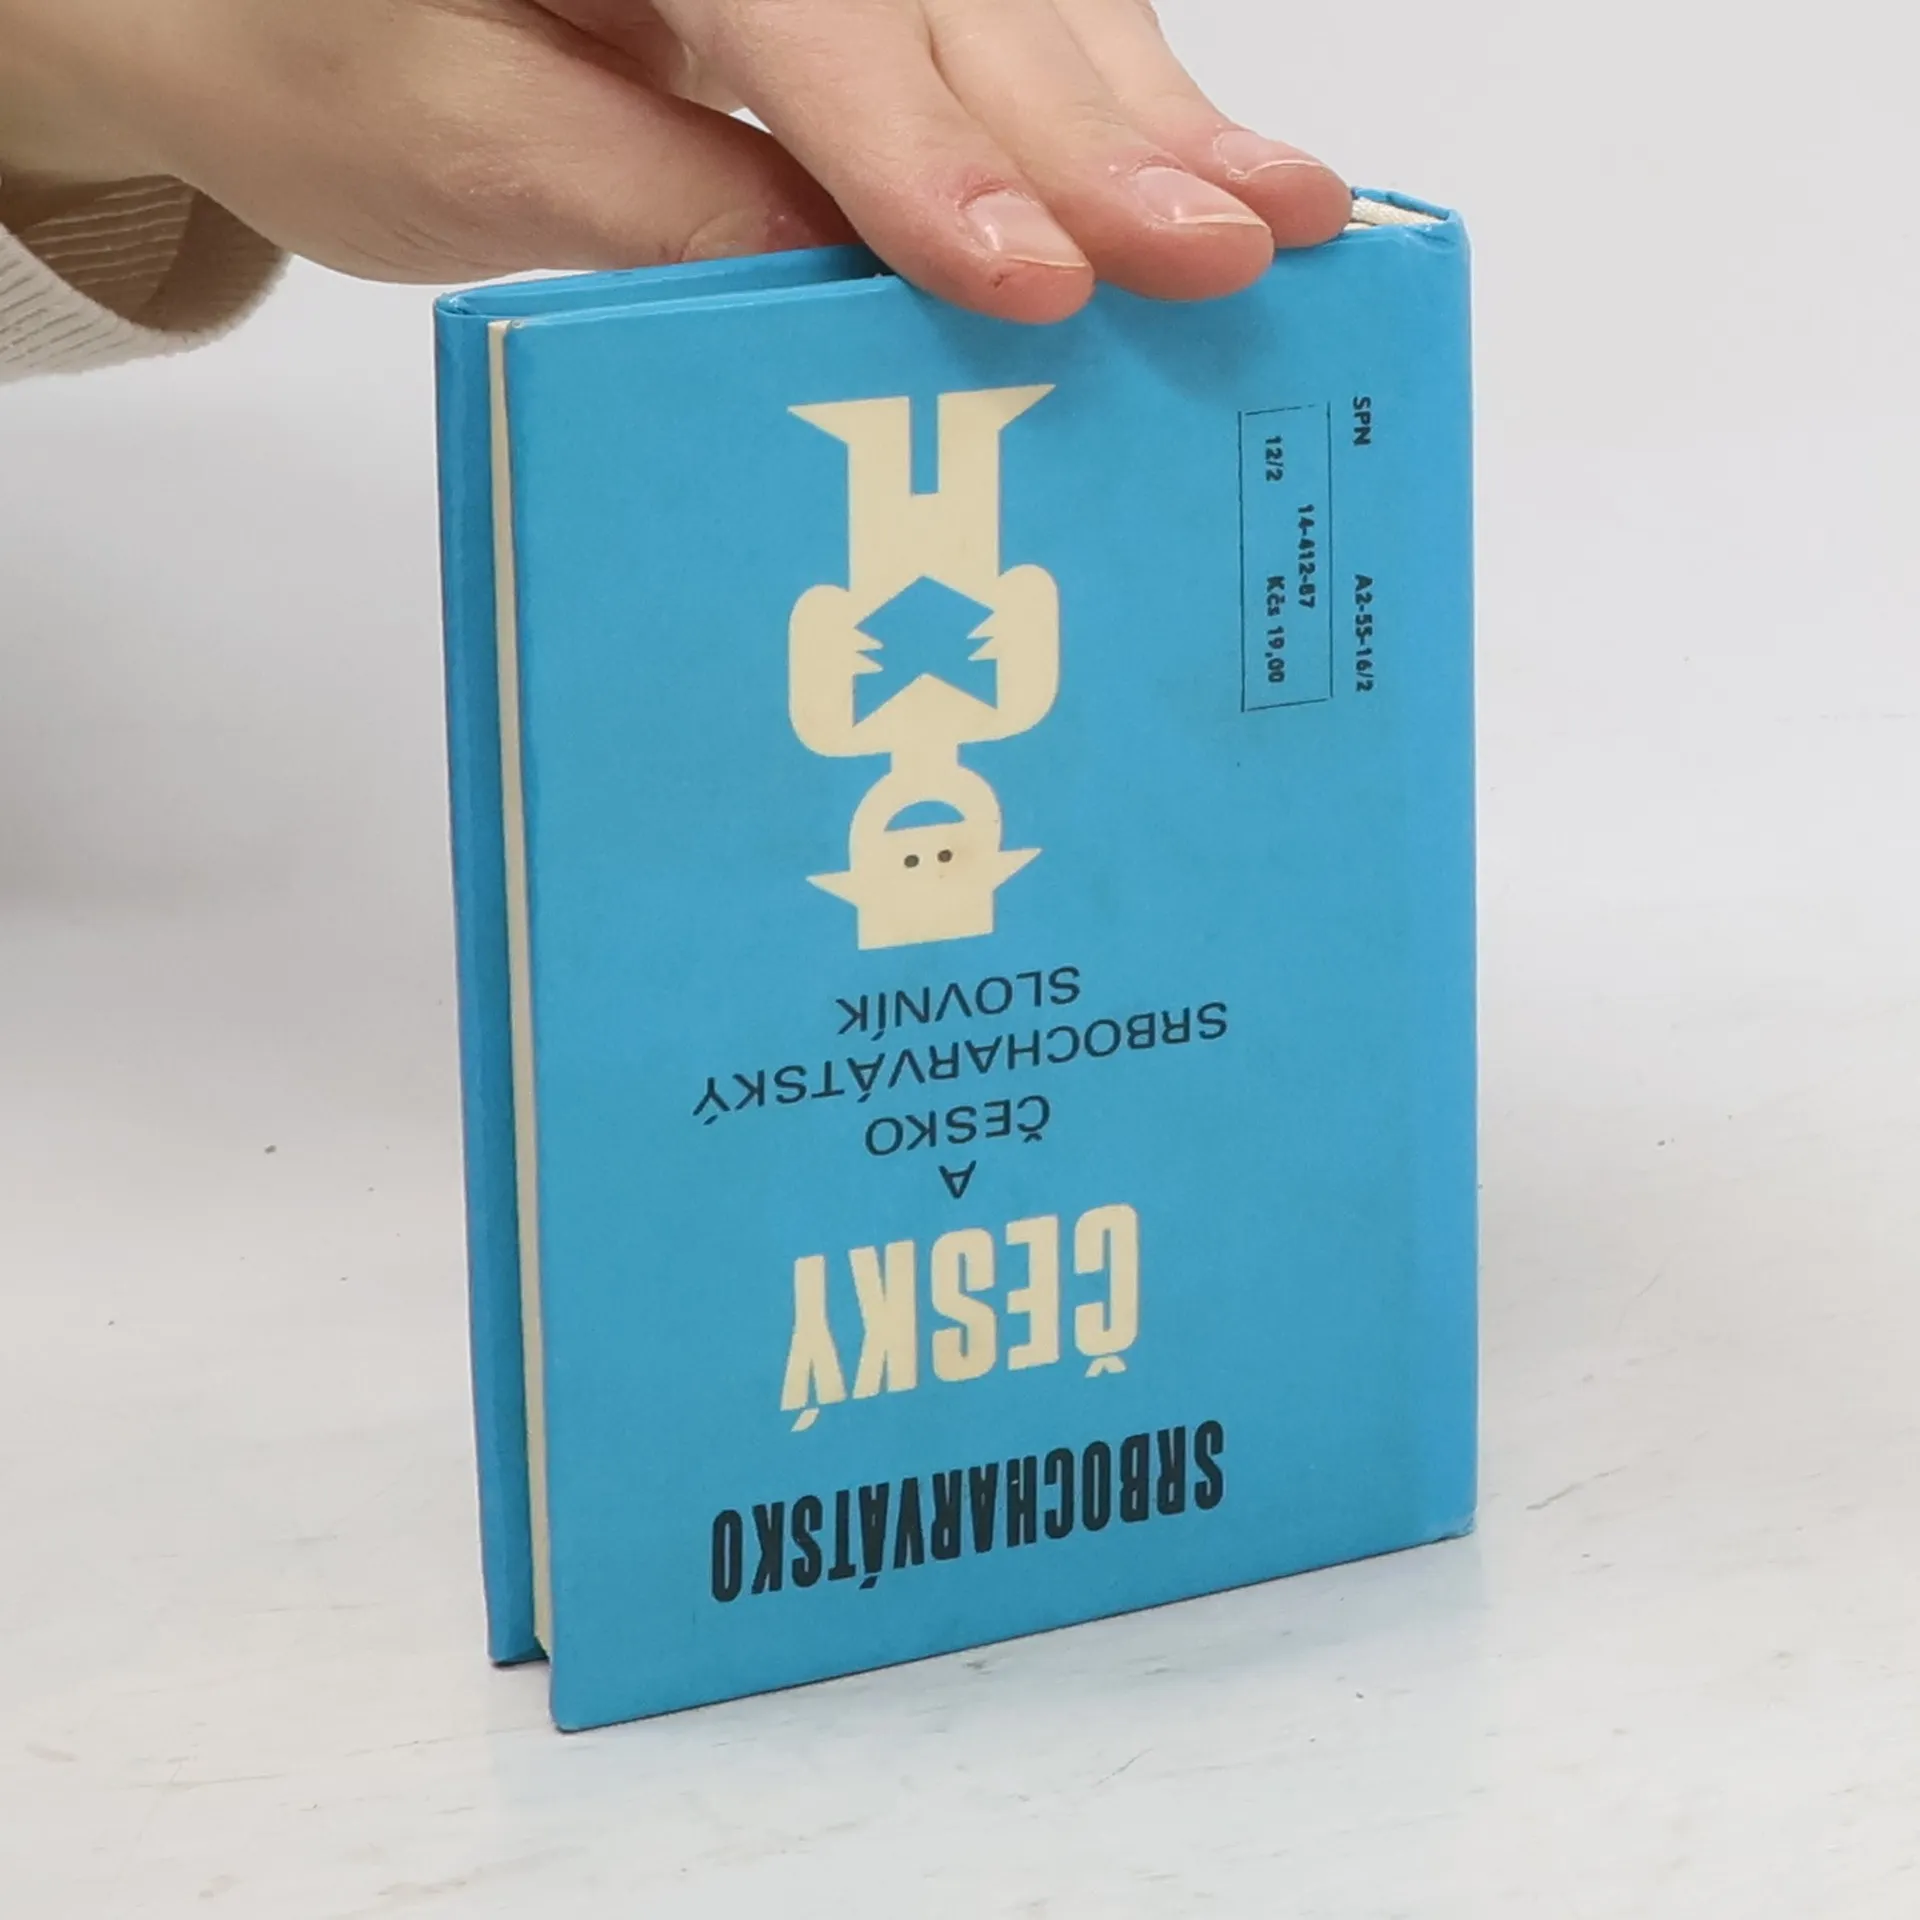 SRBOCHARVÁTSKO
ČESKÝ
A
ČESKO
SRBOCHARVÁTSKÝ
SLOVNÍK
SPN A2-55-16/2
14-412-87
12/2 Kčs 19,00